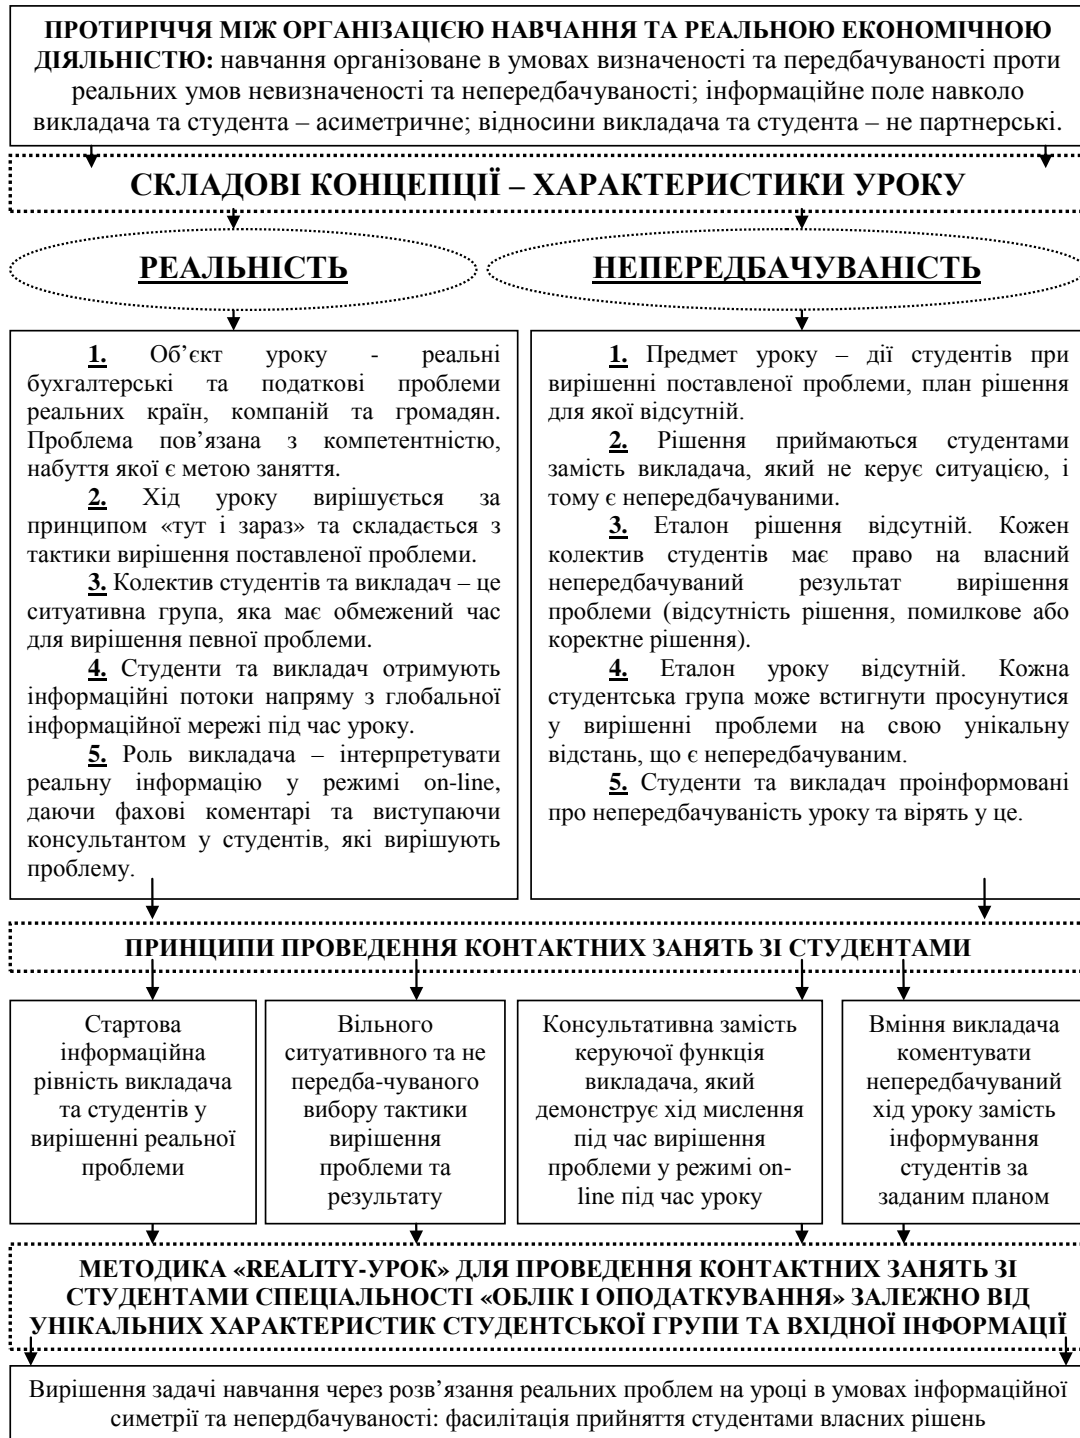 ПРОТИРІЧЧЯ МІЖ ОРГАНІЗАЦІЄЮ НАВЧАННЯ ТА РЕАЛЬНОЮ ЕКОНОМІЧНОЮ
ДІЯЛЬНІСТЮ: навчання організоване в умовах визначеності та передбачуваності проти
реальних умов невизначеності та непередбачуваності; інформаційне поле навколо
викладача та студента – асиметричне; відносини викладача та студента – не партнерські.
СКЛАДОВІ КОНЦЕПЦІЇ – ХАРАКТЕРИСТИКИ УРОКУ
РЕАЛЬНІСТЬ
НЕПЕРЕДБАЧУВАНІСТЬ
1. Об’єкт уроку - реальні
бухгалтерські та податкові проблеми
реальних країн, компаній та громадян.
Проблема пов’язана з компетентністю,
набуття якої є метою заняття.
2. Хід уроку вирішується за
принципом «тут і зараз» та складається з
тактики вирішення поставленої проблеми.
3. Колектив студентів та викладач – це
ситуативна група, яка має обмежений час
для вирішення певної проблеми.
4. Студенти та викладач отримують
інформаційні потоки напряму з глобальної
інформаційної мережі під час уроку.
5. Роль викладача – інтерпретувати
реальну інформацію у режимі on-line,
даючи фахові коментарі та виступаючи
консультантом у студентів, які вирішують
проблему.
1. Предмет уроку – дії студентів при
вирішенні поставленої проблеми, план рішення
для якої відсутній.
2. Рішення приймаються студентами
замість викладача, який не керує ситуацією, і
тому є непередбачуваними.
3. Еталон рішення відсутній. Кожен
колектив студентів має право на власний
непередбачуваний результат вирішення
проблеми (відсутність рішення, помилкове або
коректне рішення).
4. Еталон уроку відсутній. Кожна
студентська група може встигнути просунутися
у вирішенні проблеми на свою унікальну
відстань, що є непередбачуваним.
5. Студенти та викладач проінформовані
про непередбачуваність уроку та вірять у це.
ПРИНЦИПИ ПРОВЕДЕННЯ КОНТАКТНИХ ЗАНЯТЬ ЗІ СТУДЕНТАМИ
Стартова
інформаційна
рівність викладача
та студентів у
вирішенні реальної
проблеми
Вільного
ситуативного та не
передба-чуваного
вибору тактики
вирішення
проблеми та
результату
Консультативна замість
керуючої функція
викладача, який
демонструє хід мислення
під час вирішення
проблеми у режимі on-
line під час уроку
Вміння викладача
коментувати
непередбачуваний
хід уроку замість
інформування
студентів за
заданим планом
МЕТОДИКА «REALITY-УРОК» ДЛЯ ПРОВЕДЕННЯ КОНТАКТНИХ ЗАНЯТЬ ЗІ
СТУДЕНТАМИ СПЕЦІАЛЬНОСТІ «ОБЛІК І ОПОДАТКУВАННЯ» ЗАЛЕЖНО ВІД
УНІКАЛЬНИХ ХАРАКТЕРИСТИК СТУДЕНТСЬКОЇ ГРУПИ ТА ВХІДНОЇ ІНФОРМАЦІЇ
Вирішення задачі навчання через розв’язання реальних проблем на уроці в умовах інформаційної
симетрії та непердбачуваності: фасилітація прийняття студентами власних рішень